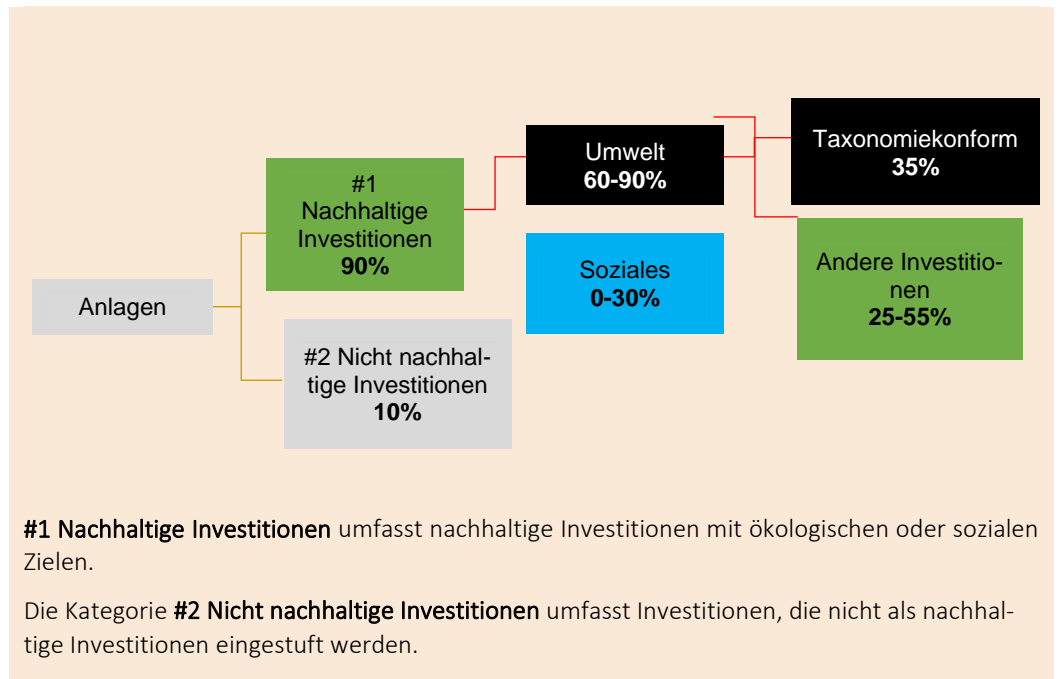 Anlagen
#1
Nachhaltige
Investitionen
90%
#2 Nicht nachhal-
tige Investitionen
10%
Umwelt
60-90%
Soziales
0-30%
Taxonomiekonform
35%
Andere Investitio-
nen
25-55%
#1 Nachhaltige Investitionen umfasst nachhaltige Investitionen mit ökologischen oder sozialen
Zielen.
Die Kategorie #2 Nicht nachhaltige Investitionen umfasst Investitionen, die nicht als nachhal-
tige Investitionen eingestuft werden.